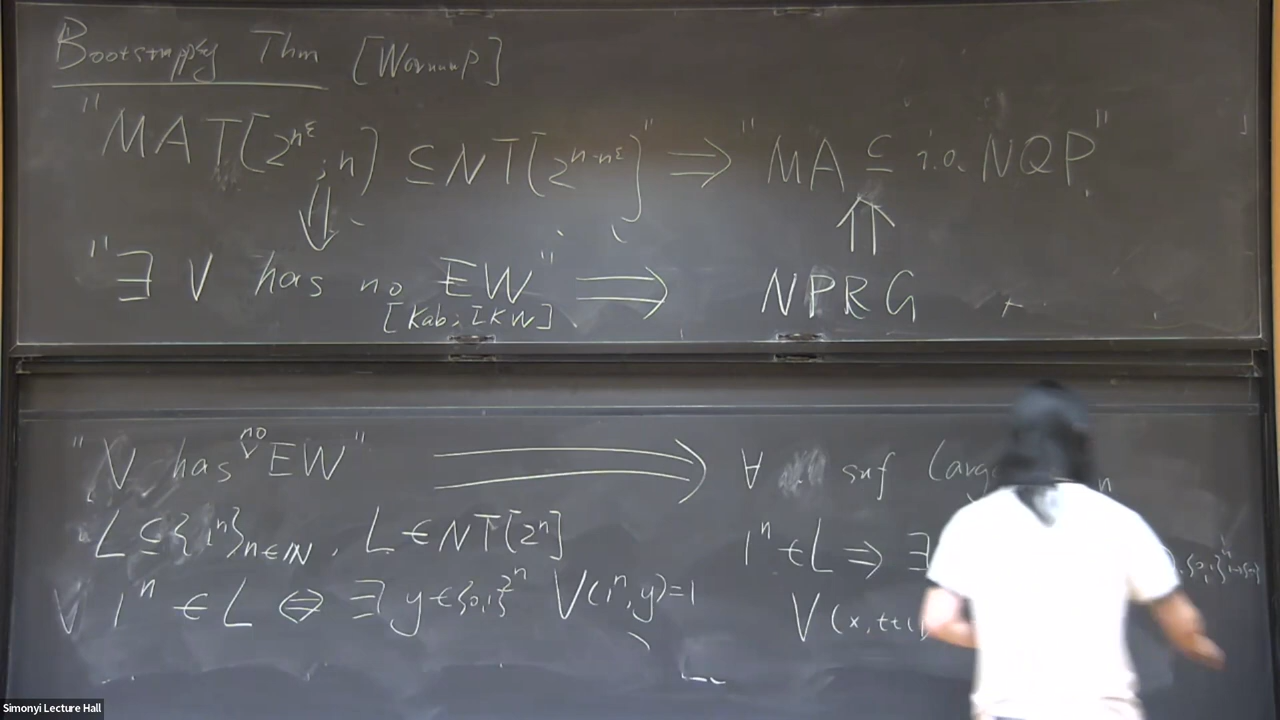 Bootstrppg Thm [Warmup]
"MAT[2^{n^ε}; n] ⊆ NT[2^{n-n^ε}]" ⟹ "MA ⊆ i.o. NQP"
⇓ ⇑
"∃ V has no EW" ⟹ NPRG
[Kab; IKW]
"V has no EW" ⟹ ∀ suf large n
L ⊆ {1^n}_{n∈ℕ}, L ∈ NT[2^n]
1^n ∈ L ⇒ ∃
∀ 1^n ∈ L ⇔ ∃ y ∈ {0,1}^{2^n} V(1^n, y)=1
V(x, tt(
Simonyi Lecture Hall